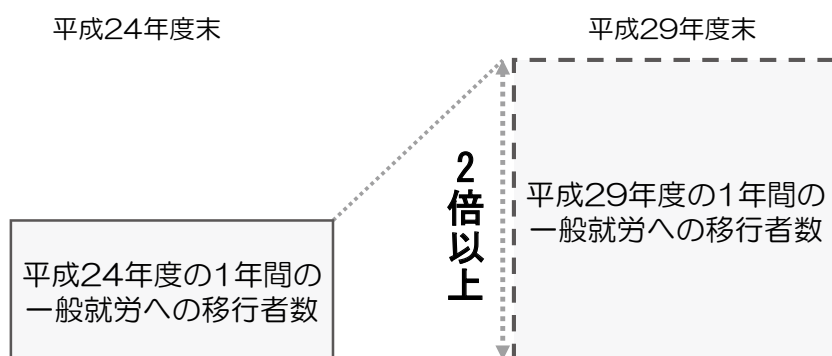 平成24年度末
平成29年度末
2倍以上
平成29年度の1年間の
一般就労への移行者数
平成24年度の1年間の
一般就労への移行者数